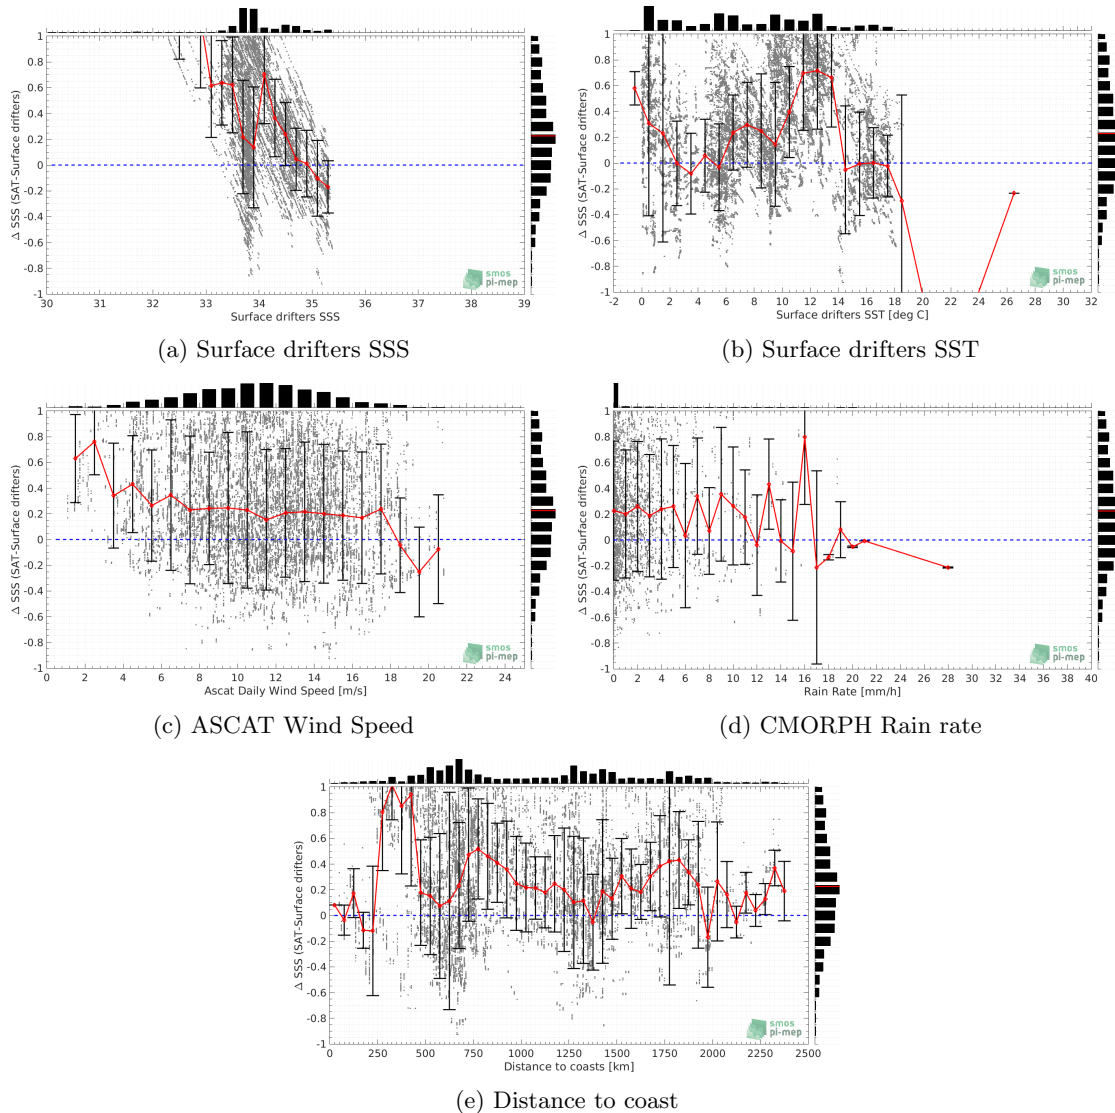 Δ SSS (SAT-Surface drifters)
1
0.8
0.6
0.4
0.2
0
-0.2
-0.4
-0.6
-0.8
-1
30 31 32 33 34 35 36 37 38 39
Surface drifters SSS
smos
pi-mep
(a) Surface drifters SSS
Δ SSS (SAT-Surface drifters)
1
0.8
0.6
0.4
0.2
0
-0.2
-0.4
-0.6
-0.8
-1
-2 0 2 4 6 8 10 12 14 16 18 20 22 24 26 28 30 32
Surface drifters SST [deg C]
smos
pi-mep
(b) Surface drifters SST
Δ SSS (SAT-Surface drifters)
1
0.8
0.6
0.4
0.2
0
-0.2
-0.4
-0.6
-0.8
-1
0 2 4 6 8 10 12 14 16 18 20 22 24
Ascat Daily Wind Speed [m/s]
smos
pi-mep
(c) ASCAT Wind Speed
Δ SSS (SAT-Surface drifters)
1
0.8
0.6
0.4
0.2
0
-0.2
-0.4
-0.6
-0.8
-1
0 2 4 6 8 10 12 14 16 18 20 22 24 26 28 30 32 34 36 38 40
Rain Rate [mm/h]
smos
pi-mep
(d) CMORPH Rain rate
Δ SSS (SAT-Surface drifters)
1
0.8
0.6
0.4
0.2
0
-0.2
-0.4
-0.6
-0.8
-1
0 250 500 750 1000 1250 1500 1750 2000 2250 2500
Distance to coasts [km]
smos
pi-mep
(e) Distance to coast